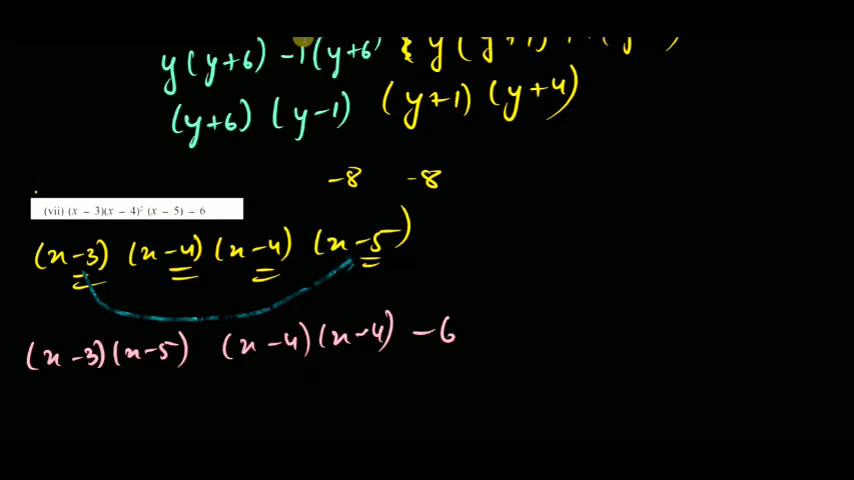 y(y+6) -1(y+6)
(y+6) (y-1) (y+1) (y+4)
-8 -8
(vii) (x − 3)(x − 4)² (x − 5) − 6
(x-3) (x-4) (x-4) (x-5)
(x-3)(x-5) (x-4)(x-4) -6